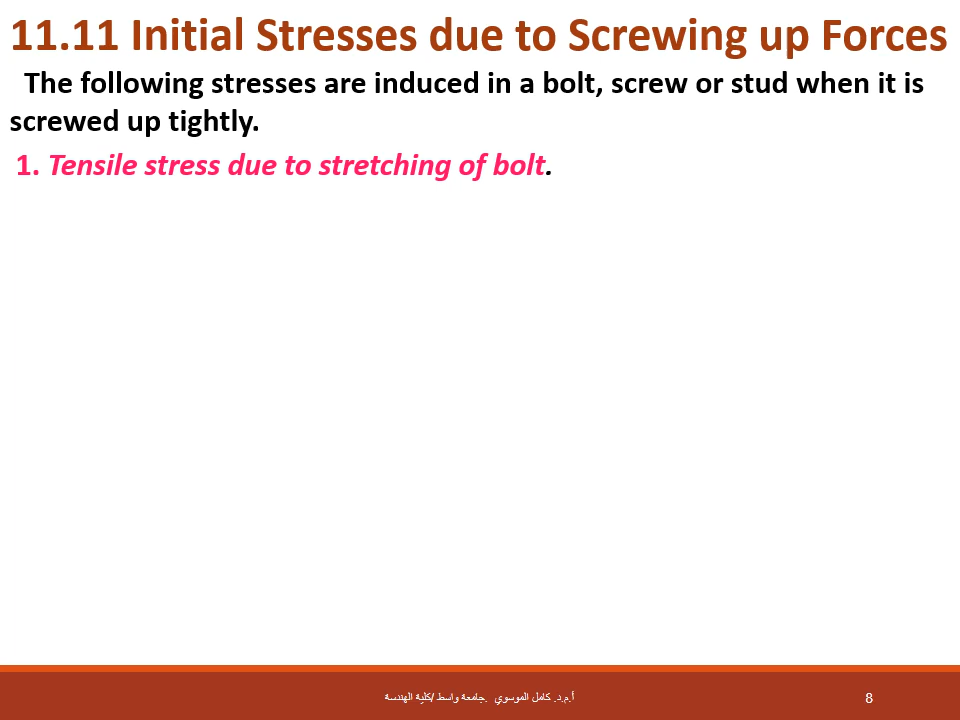 11.11 Initial Stresses due to Screwing up Forces
The following stresses are induced in a bolt, screw or stud when it is
screwed up tightly.
1. Tensile stress due to stretching of bolt.
أ.م.د. كامل الموسوي .جامعة واسط /كلية الهندسة
8